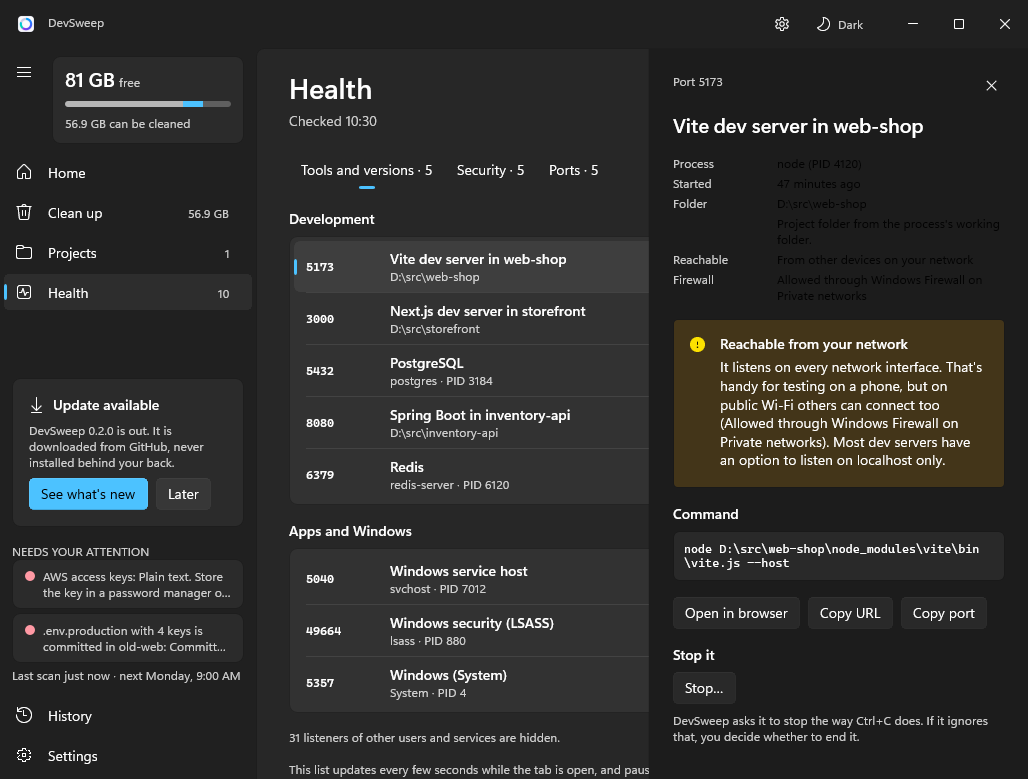 DevSweep
Dark
81 GB free
56.9 GB can be cleaned
Home
Clean up 56.9 GB
Projects 1
Health 10
Update available
DevSweep 0.2.0 is out. It is
downloaded from GitHub, never
installed behind your back.
See what's new
Later
NEEDS YOUR ATTENTION
AWS access keys: Plain text. Store
the key in a password manager o...
.env.production with 4 keys is
committed in old-web: Committ...
Last scan just now · next Monday, 9:00 AM
History
Settings
Health
Checked 10:30
Tools and versions · 5
Security · 5
Ports · 5
Development
5173
Vite dev server in web-shop
D:\src\web-shop
3000
Next.js dev server in storefront
D:\src\storefront
5432
PostgreSQL
postgres · PID 3184
8080
Spring Boot in inventory-api
D:\src\inventory-api
6379
Redis
redis-server · PID 6120
Apps and Windows
5040
Windows service host
svchost · PID 7012
49664
Windows security (LSASS)
lsass · PID 880
5357
Windows (System)
System · PID 4
31 listeners of other users and services are hidden.
This list updates every few seconds while the tab is open, and paus
Port 5173
Vite dev server in web-shop
Process node (PID 4120)
Started 47 minutes ago
Folder D:\src\web-shop
Project folder from the process's working
folder.
Reachable From other devices on your network
Firewall Allowed through Windows Firewall on
Private networks
Reachable from your network
It listens on every network interface. That's
handy for testing on a phone, but on
public Wi-Fi others can connect too
(Allowed through Windows Firewall on
Private networks). Most dev servers have
an option to listen on localhost only.
Command
node D:\src\web-shop\node_modules\vite\bin
\vite.js --host
Open in browser
Copy URL
Copy port
Stop it
Stop...
DevSweep asks it to stop the way Ctrl+C does. If it ignores
that, you decide whether to end it.